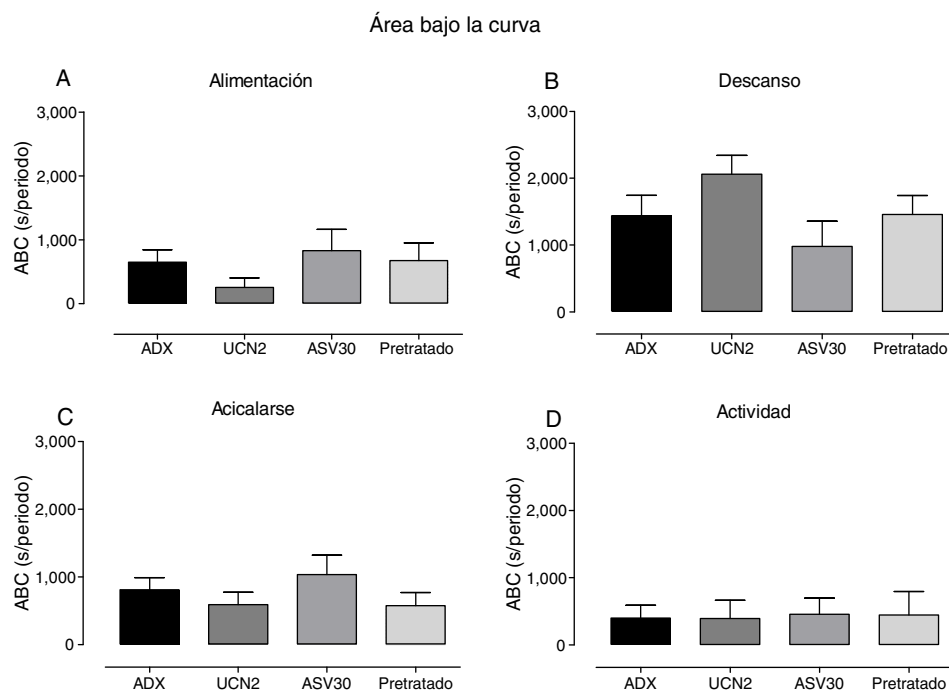 Área bajo la curva
A
Alimentación
ABC (s/periodo)
3,000
2,000
1,000
0
ADX UCN2 ASV30 Pretratado
B
Descanso
ABC (s/periodo)
3,000
2,000
1,000
0
ADX UCN2 ASV30 Pretratado
C
Acicalarse
ABC (s/periodo)
3,000
2,000
1,000
0
ADX UCN2 ASV30 Pretratado
D
Actividad
ABC (s/periodo)
3,000
2,000
1,000
0
ADX UCN2 ASV30 Pretratado